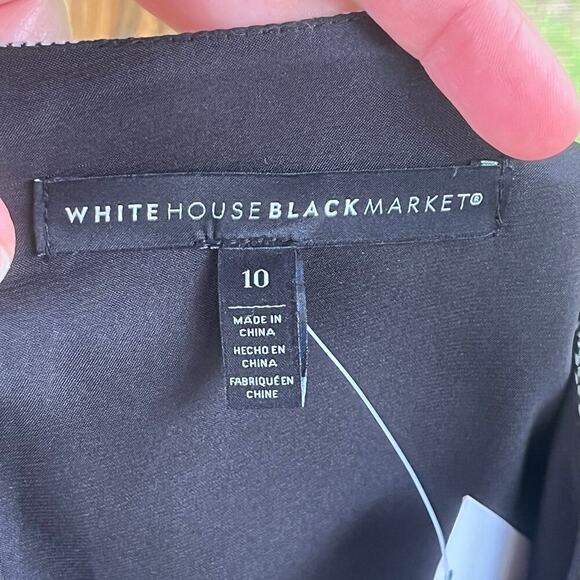 WHITEHOUSEBLACKMARKET®
10
MADE IN
CHINA
HECHO EN
CHINA
FABRIQUÉ EN
CHINE